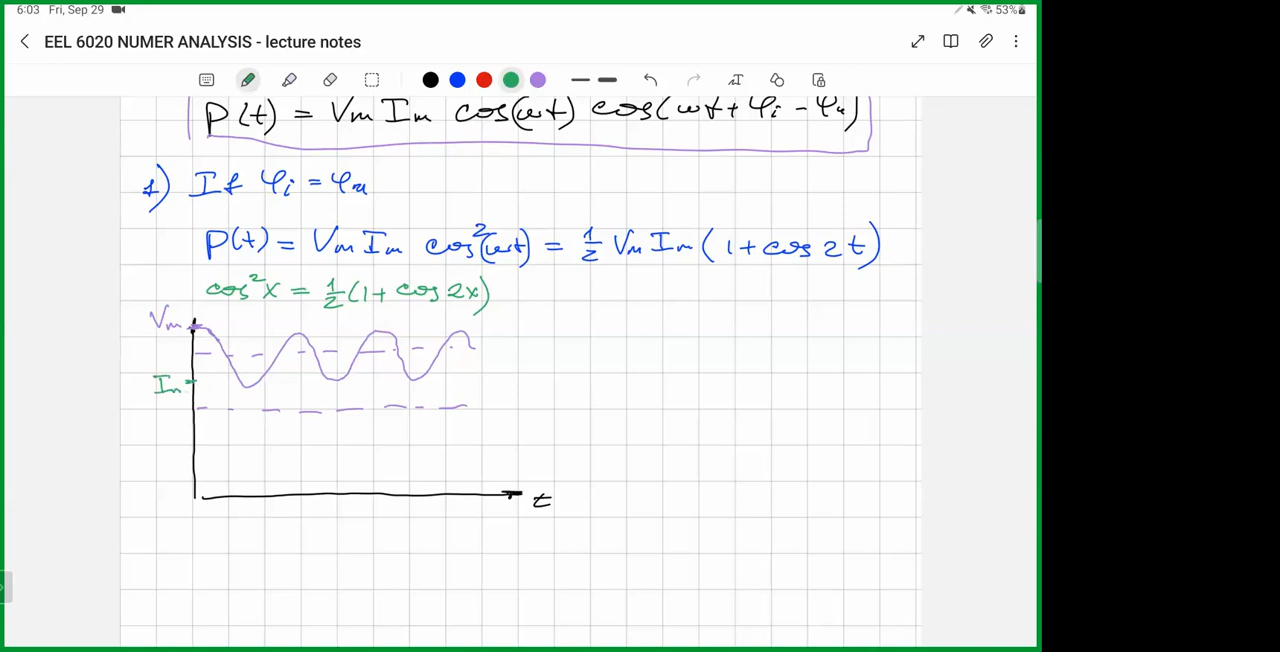 6:03 Fri, Sep 29
53%
EEL 6020 NUMER ANALYSIS - lecture notes
P(t) = Vm Im cos(ωt) cos(ωt + φi - φu)
1) If φi = φu
P(t) = Vm Im cos²(ωt) = 1/2 Vm Im (1 + cos 2t)
cos²x = 1/2 (1 + cos 2x)
Vm
Im
t